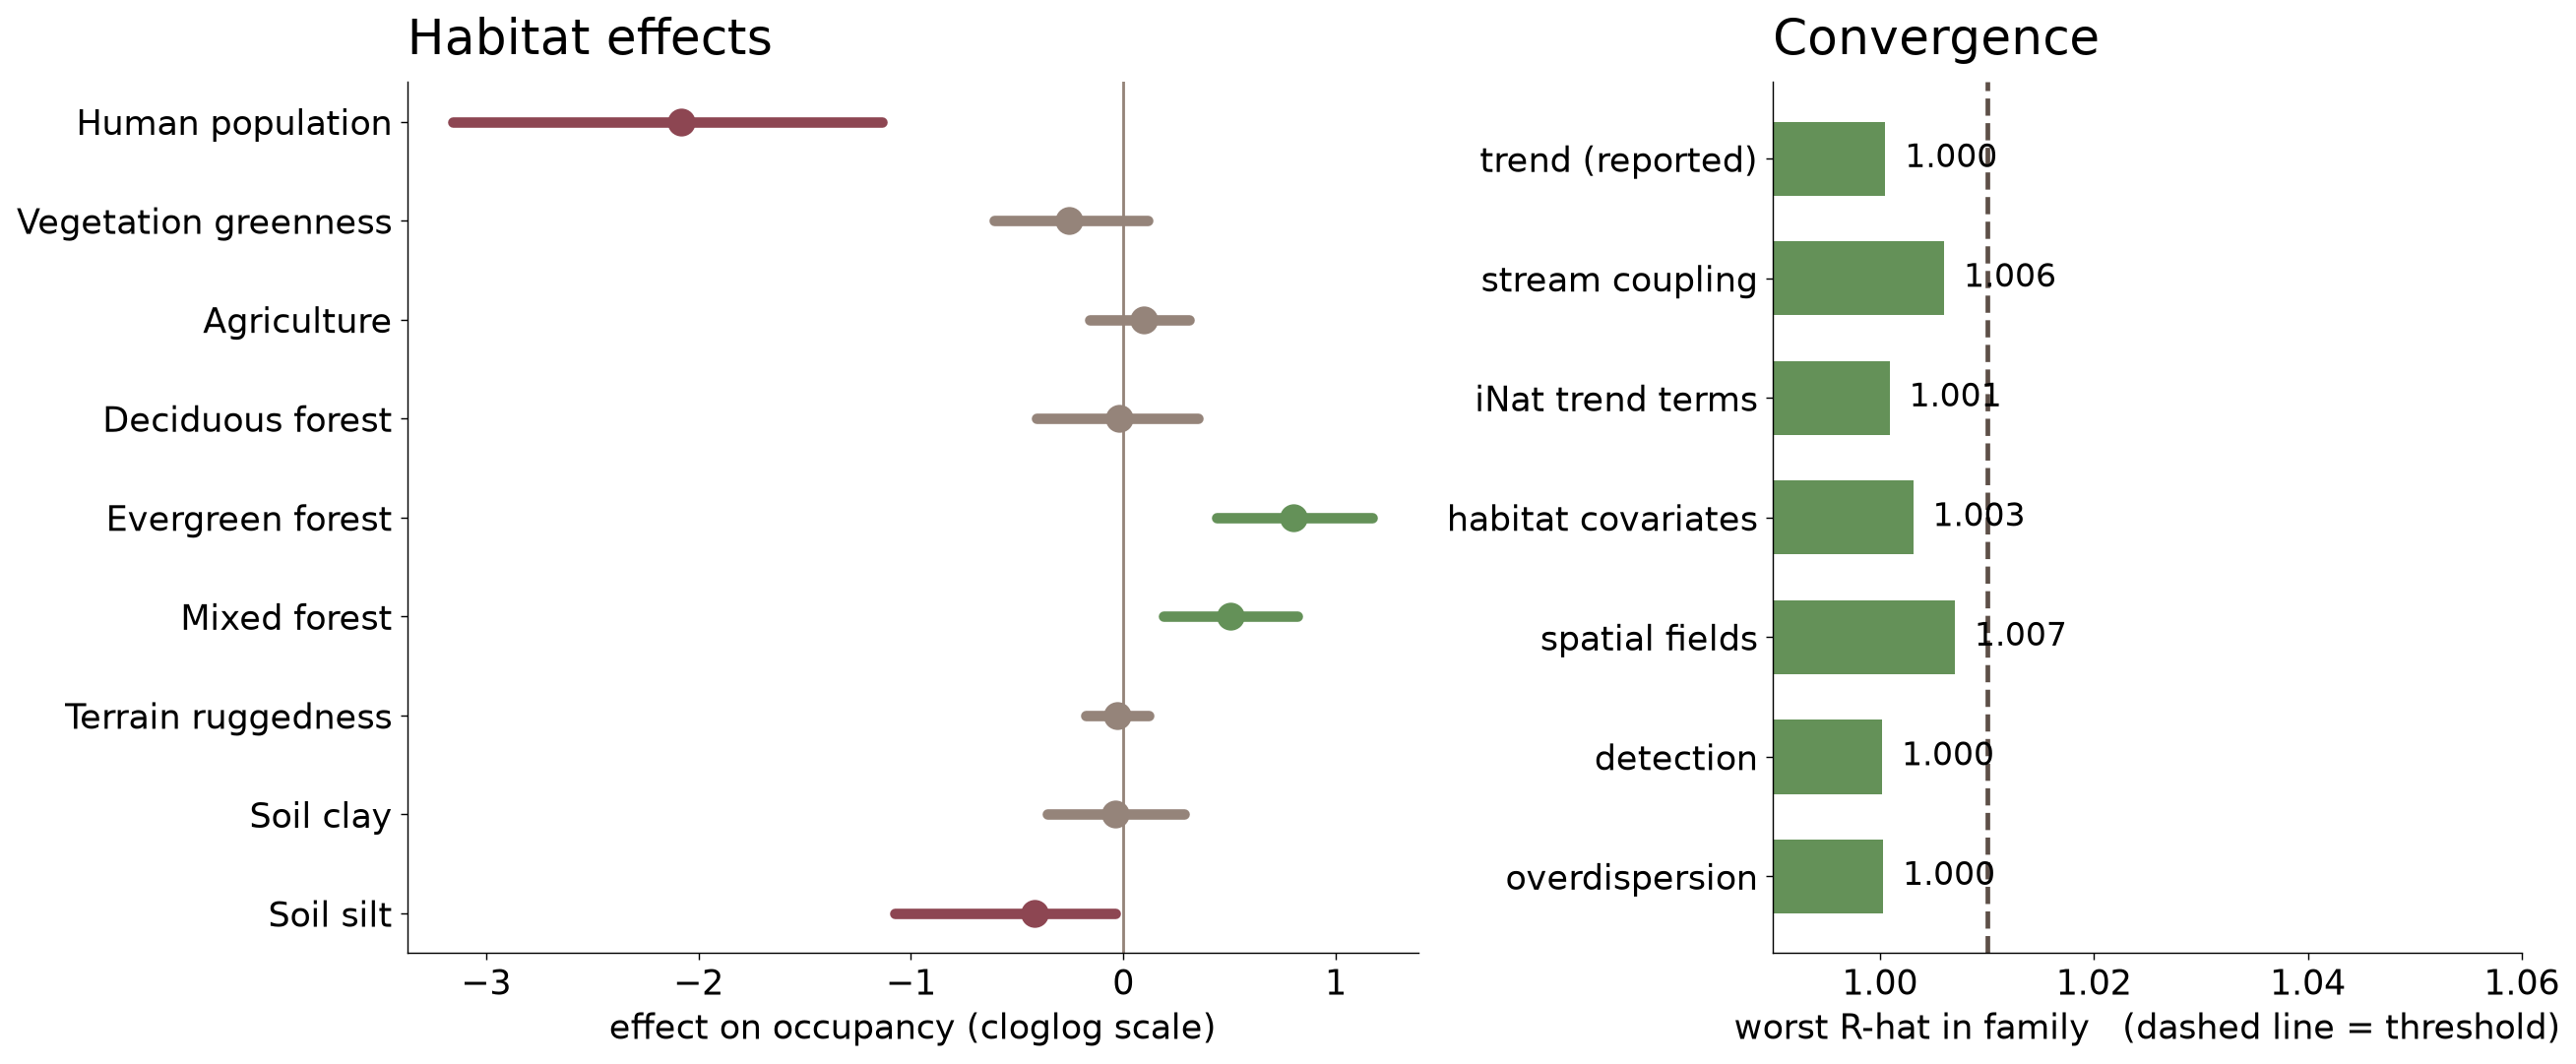 Habitat effects
Human population
Vegetation greenness
Agriculture
Deciduous forest
Evergreen forest
Mixed forest
Terrain ruggedness
Soil clay
Soil silt
−3 −2 −1 0 1
effect on occupancy (cloglog scale)
Convergence
trend (reported) 1.000
stream coupling 1.006
iNat trend terms 1.001
habitat covariates 1.003
spatial fields 1.007
detection 1.000
overdispersion 1.000
1.00 1.02 1.04 1.06
worst R-hat in family (dashed line = threshold)